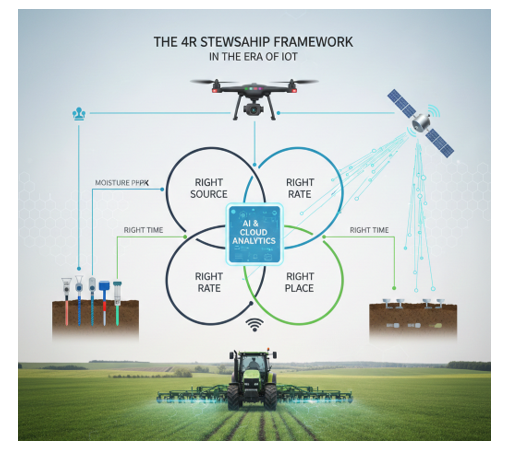 THE 4R STEWSAHIP FRAMEWORK
IN THE ERA OF IOT
MOISTURE PHPK
RIGHT
SOURCE
RIGHT
RATE
RIGHT TIME
AI &
CLOUD
ANALYTICS
RIGHT TIME
RIGHT
RATE
RIGHT
PLACE